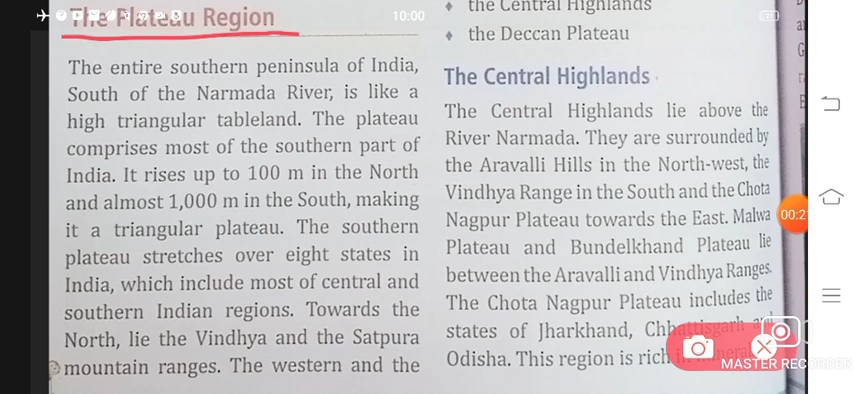 10:00
The Plateau Region
The entire southern peninsula of India,
South of the Narmada River, is like a
high triangular tableland. The plateau
comprises most of the southern part of
India. It rises up to 100 m in the North
and almost 1,000 m in the South, making
it a triangular plateau. The southern
plateau stretches over eight states in
India, which include most of central and
southern Indian regions. Towards the
North, lie the Vindhya and the Satpura
mountain ranges. The western and the
♦ the Central Highlands
♦ the Deccan Plateau
The Central Highlands
The Central Highlands lie above the
River Narmada. They are surrounded by
the Aravalli Hills in the North-west, the
Vindhya Range in the South and the Chota
Nagpur Plateau towards the East. Malwa
Plateau and Bundelkhand Plateau lie
between the Aravalli and Vindhya Ranges.
The Chota Nagpur Plateau includes the
states of Jharkhand, Chhattisgarh and
Odisha. This region is rich in
MASTER RECORDER